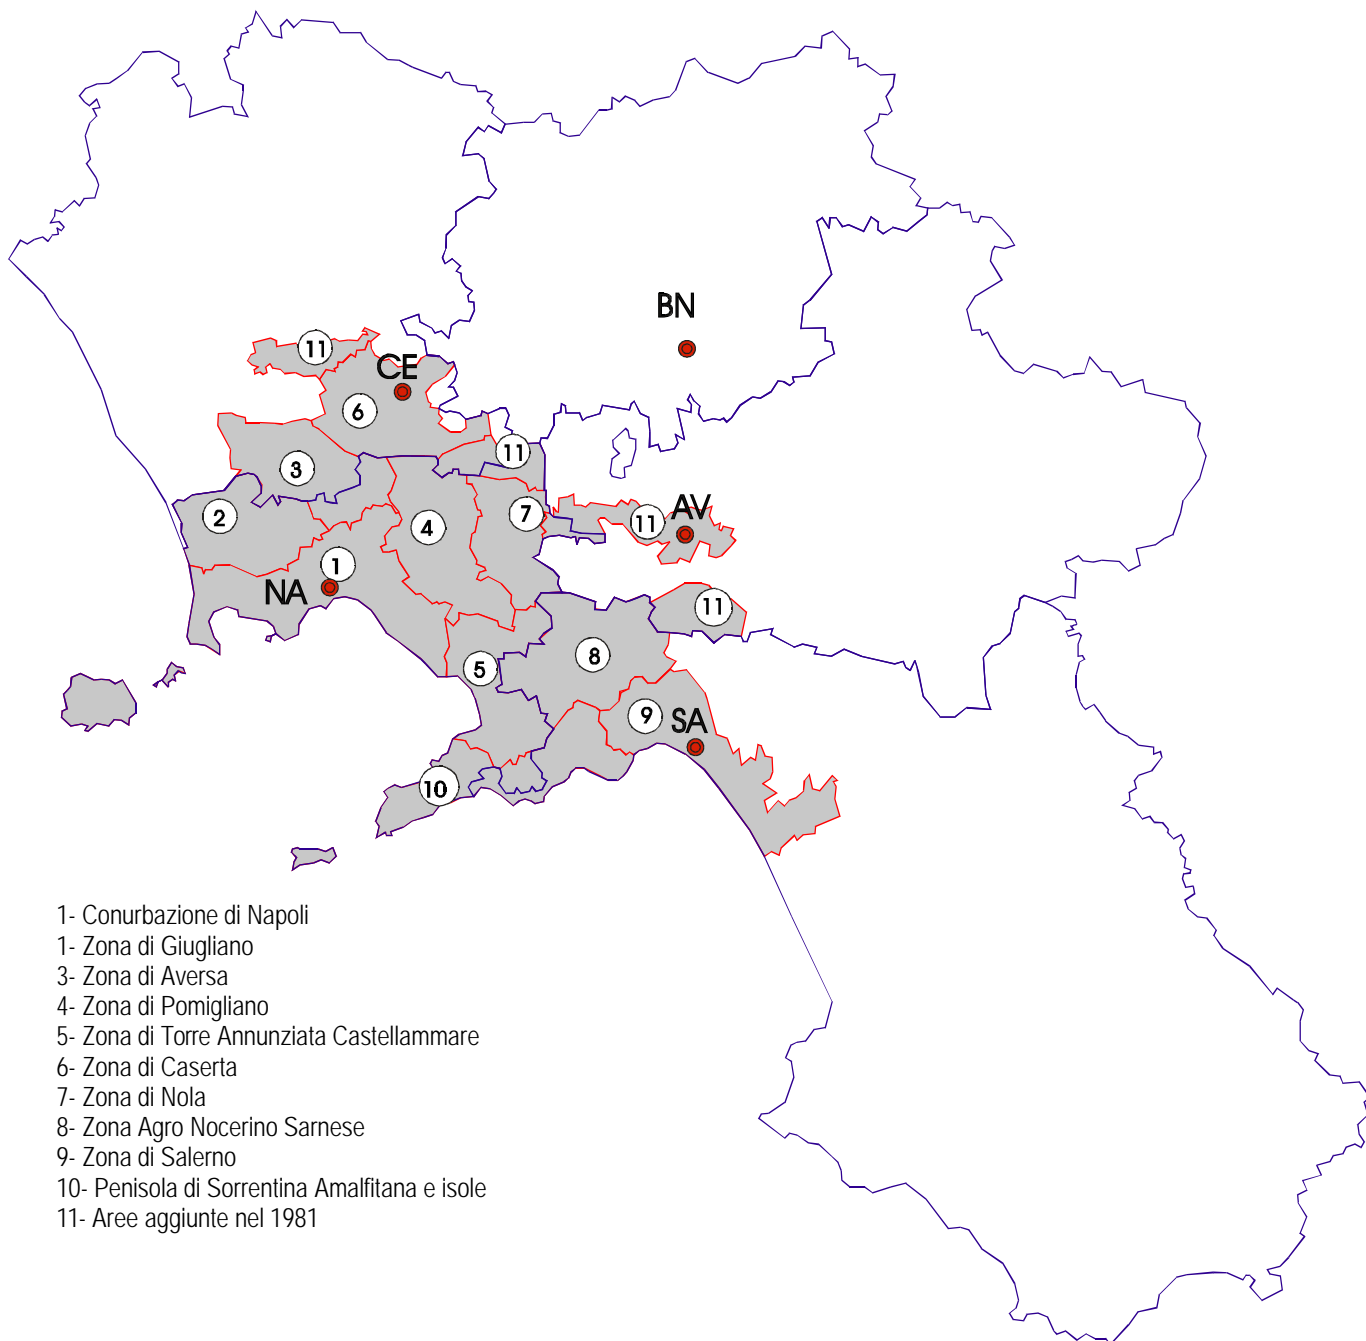 BN
11
CE
6
11
3
2
7
4
11
AV
1
NA
11
8
5
9
SA
10
1- Conurbazione di Napoli
1- Zona di Giugliano
3- Zona di Aversa
4- Zona di Pomigliano
5- Zona di Torre Annunziata Castellammare
6- Zona di Caserta
7- Zona di Nola
8- Zona Agro Nocerino Sarnese
9- Zona di Salerno
10- Penisola di Sorrentina Amalfitana e isole
11- Aree aggiunte nel 1981